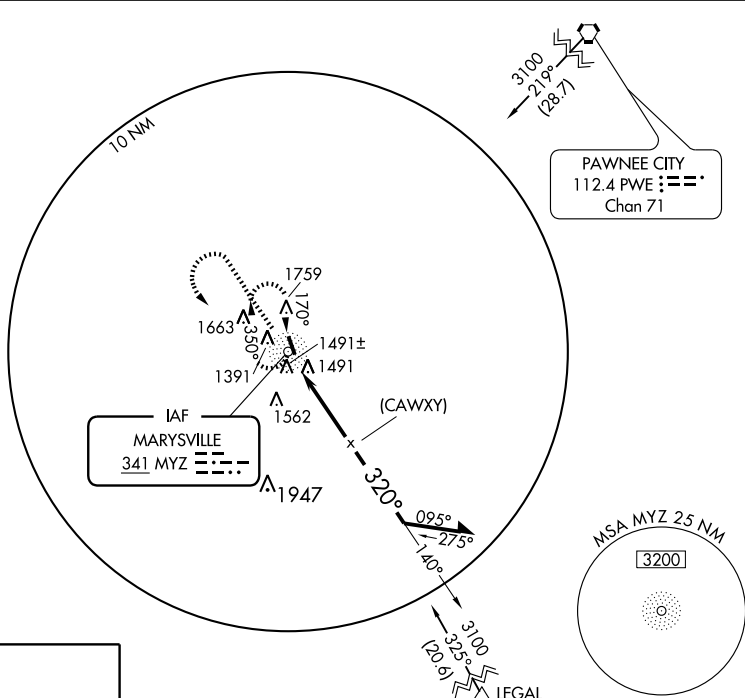 3100
219°
(28.7)
10 NM
PAWNEE CITY
112.4 PWE
Chan 71
1759
170°
1663
350°
1491±
1391
1491
(CAWXY)
1562
IAF
MARYSVILLE
341 MYZ
1947
320°
095°
275°
140°
MSA MYZ 25 NM
3200
3100
325°
(20.6)
LEGAL